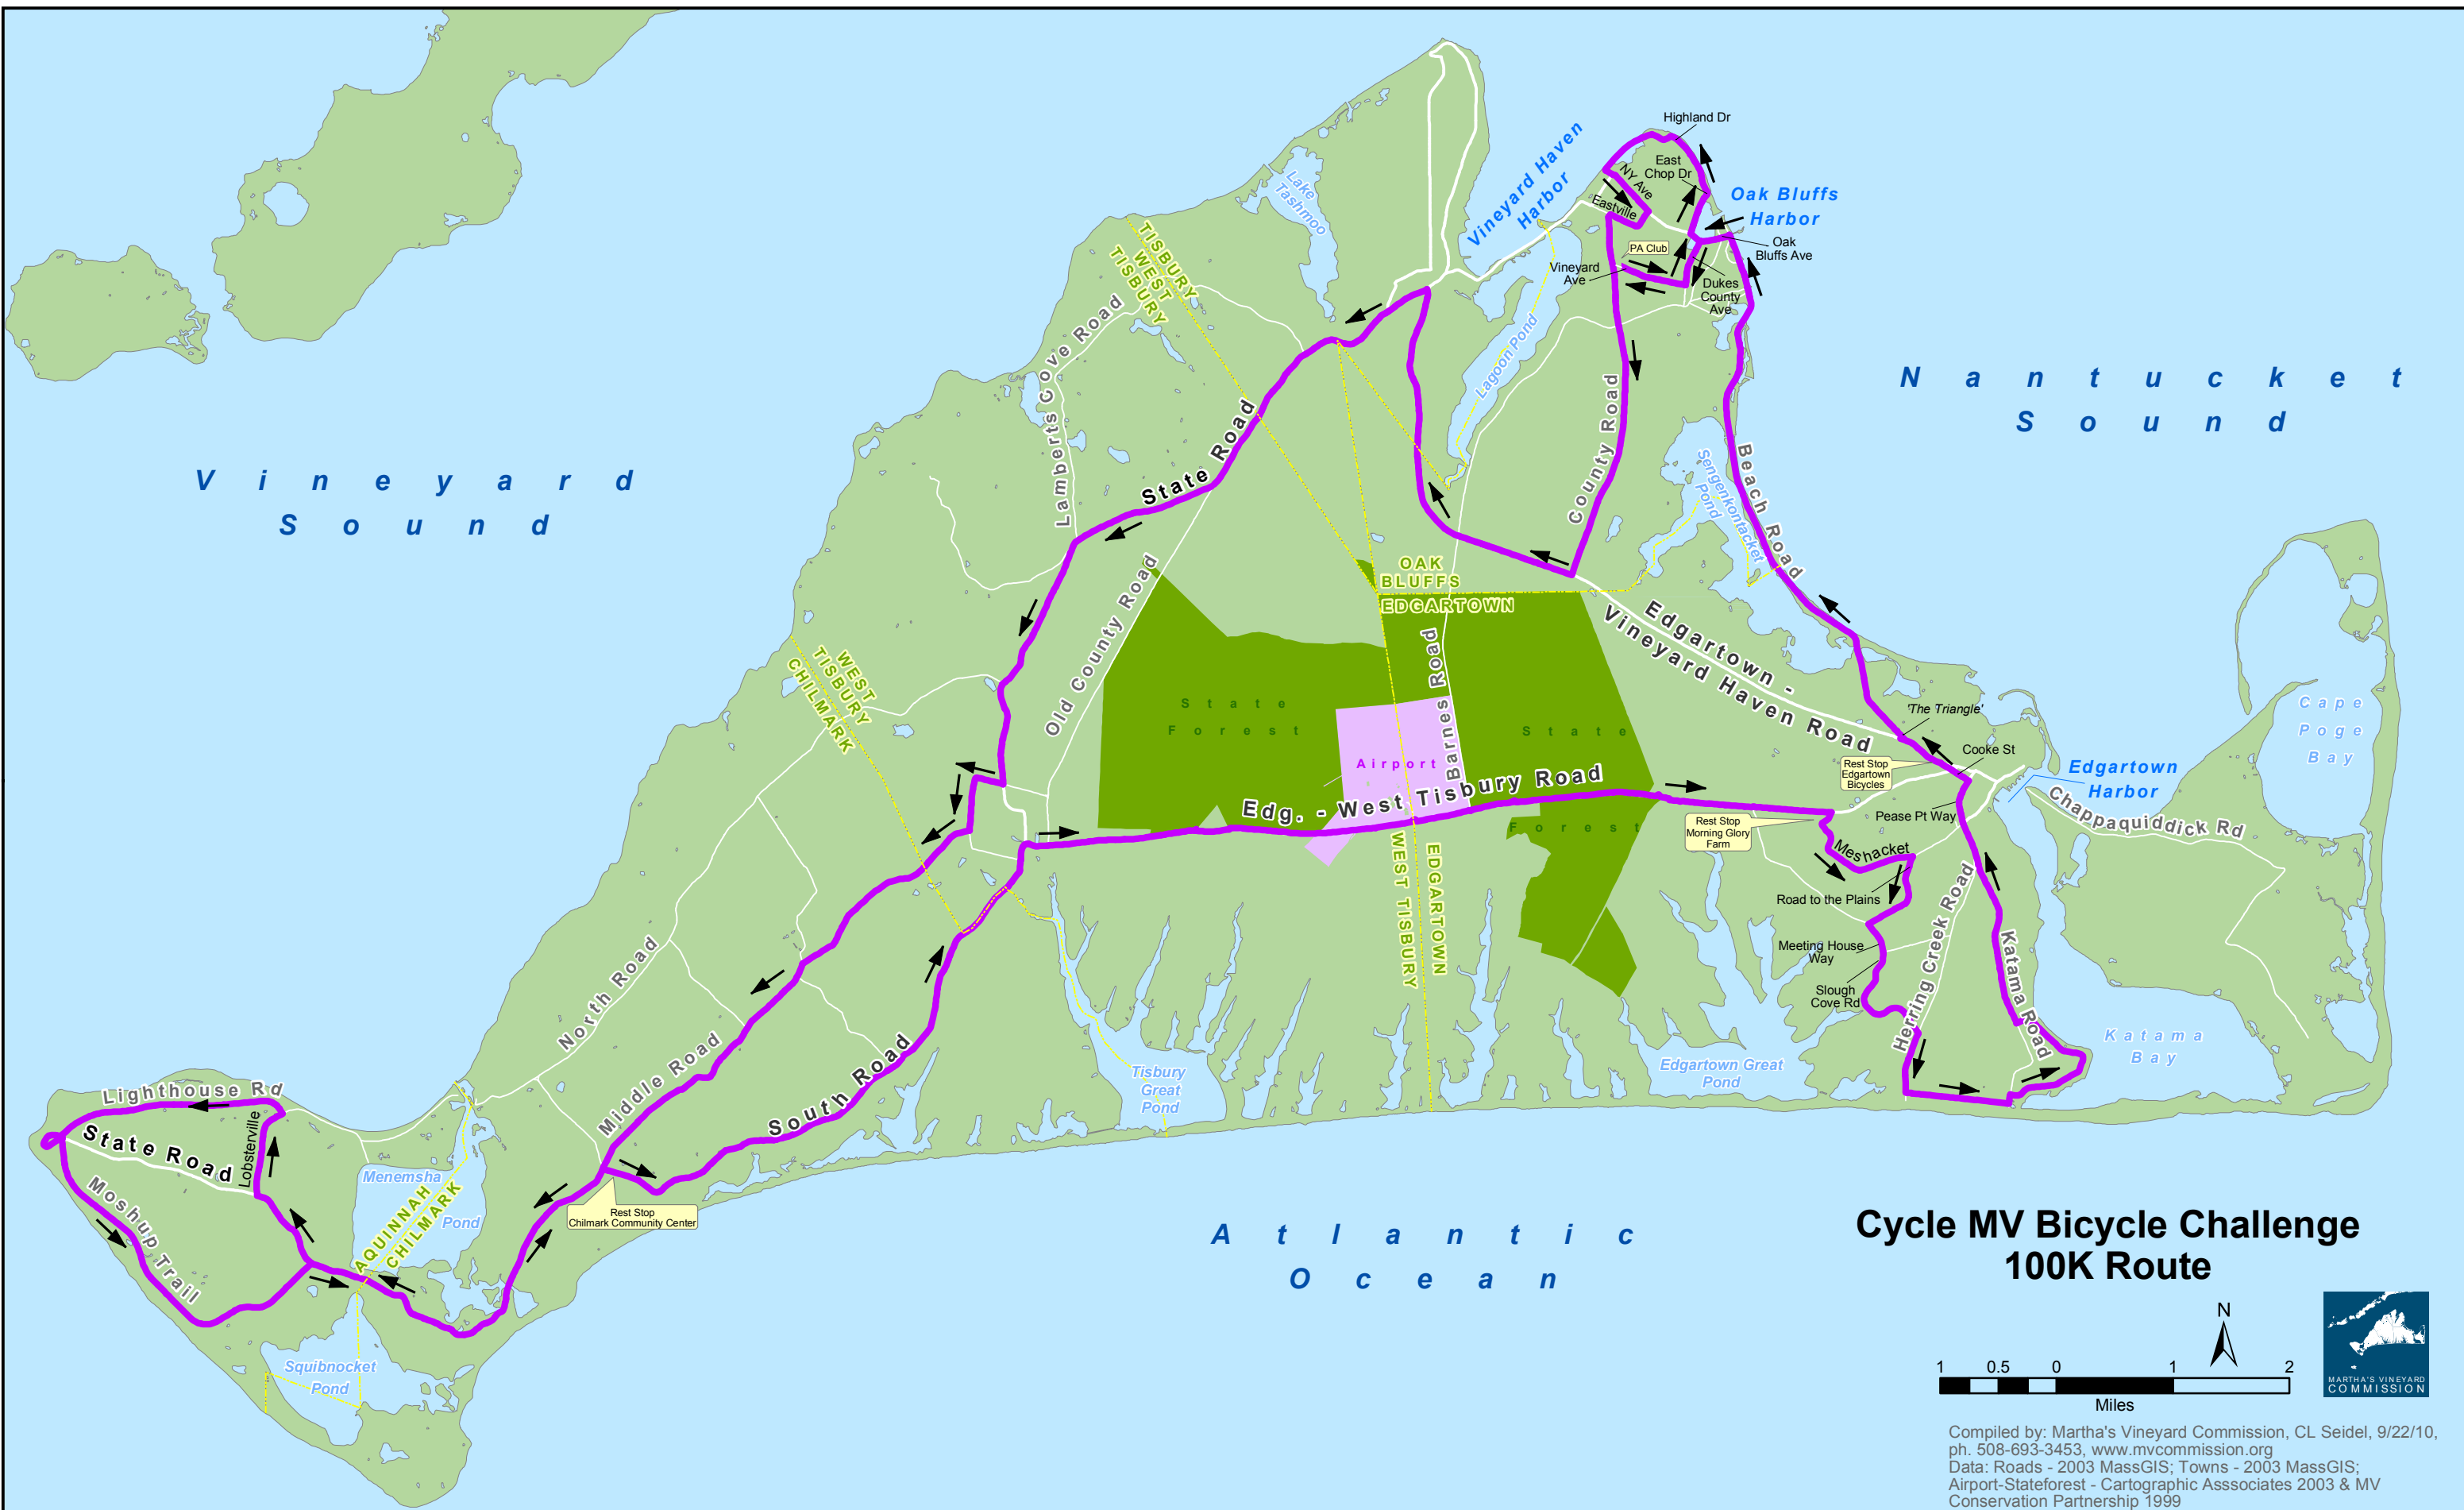 Highland Dr
East
Chop Dr
NY Ave
Eastville
Vineyard Haven
Harbor
Oak Bluffs
Harbor
Oak
Bluffs Ave
PA Club
Vineyard
Ave
Dukes
County
Ave
Lake
Tashmoo
TISBURY
WEST
TISBURY
Lagoon Pond
Lamberts Cove Road
State Road
County Road
Nantucket
Sound
Vineyard
Sound
Sengenkontacket
Pond
Beach Road
OAK
BLUFFS
EDGARTOWN
Old County Road
Edgartown -
Vineyard Haven Road
WEST
TISBURY
CHILMARK
State
Forest
Barnes Road
Airport
State
Forest
Edg. - West Tisbury Road
'The Triangle'
Cooke St
Rest Stop
Edgartown
Bicycles
Edgartown
Harbor
Cape
Poge
Bay
Chappaquiddick Rd
Pease Pt Way
Rest Stop
Morning Glory
Farm
Meshacket
Road to the Plains
WEST TISBURY
EDGARTOWN
Meeting House
Way
Slough
Cove Rd
Herring Creek Road
Katama Road
Katama
Bay
North Road
Middle Road
South Road
Tisbury
Great
Pond
Edgartown Great
Pond
Lighthouse Rd
State Road
Lobsterville
Moshup Trail
Menemsha
Pond
AQUINNAH
CHILMARK
Rest Stop
Chilmark Community Center
Squibnocket
Pond
Atlantic
Ocean
Cycle MV Bicycle Challenge
100K Route
N
1 0.5 0 1 2
Miles
MARTHA'S VINEYARD
COMMISSION
Compiled by: Martha's Vineyard Commission, CL Seidel, 9/22/10,
ph. 508-693-3453, www.mvcommission.org
Data: Roads - 2003 MassGIS; Towns - 2003 MassGIS;
Airport-Stateforest - Cartographic Asssociates 2003 & MV
Conservation Partnership 1999